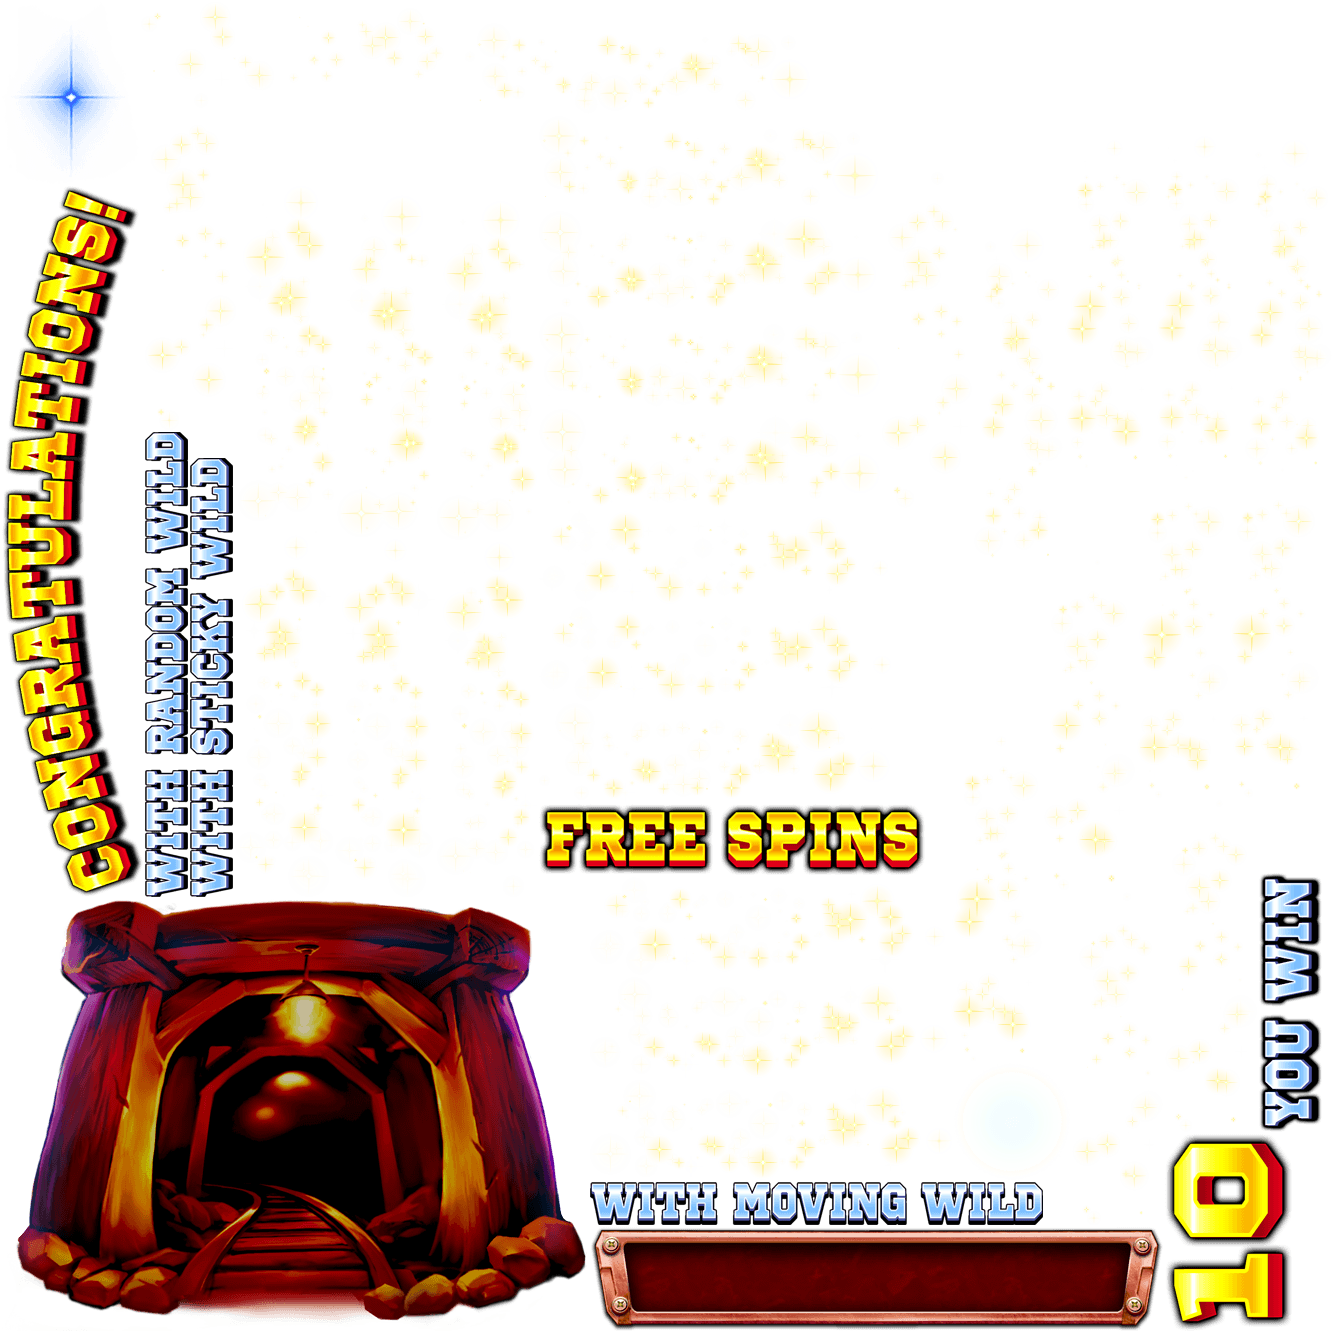 CONGRATULATIONS!
WITH RANDOM WILD
WITH STICKY WILD
FREE SPINS
YOU WIN
WITH MOVING WILD
10